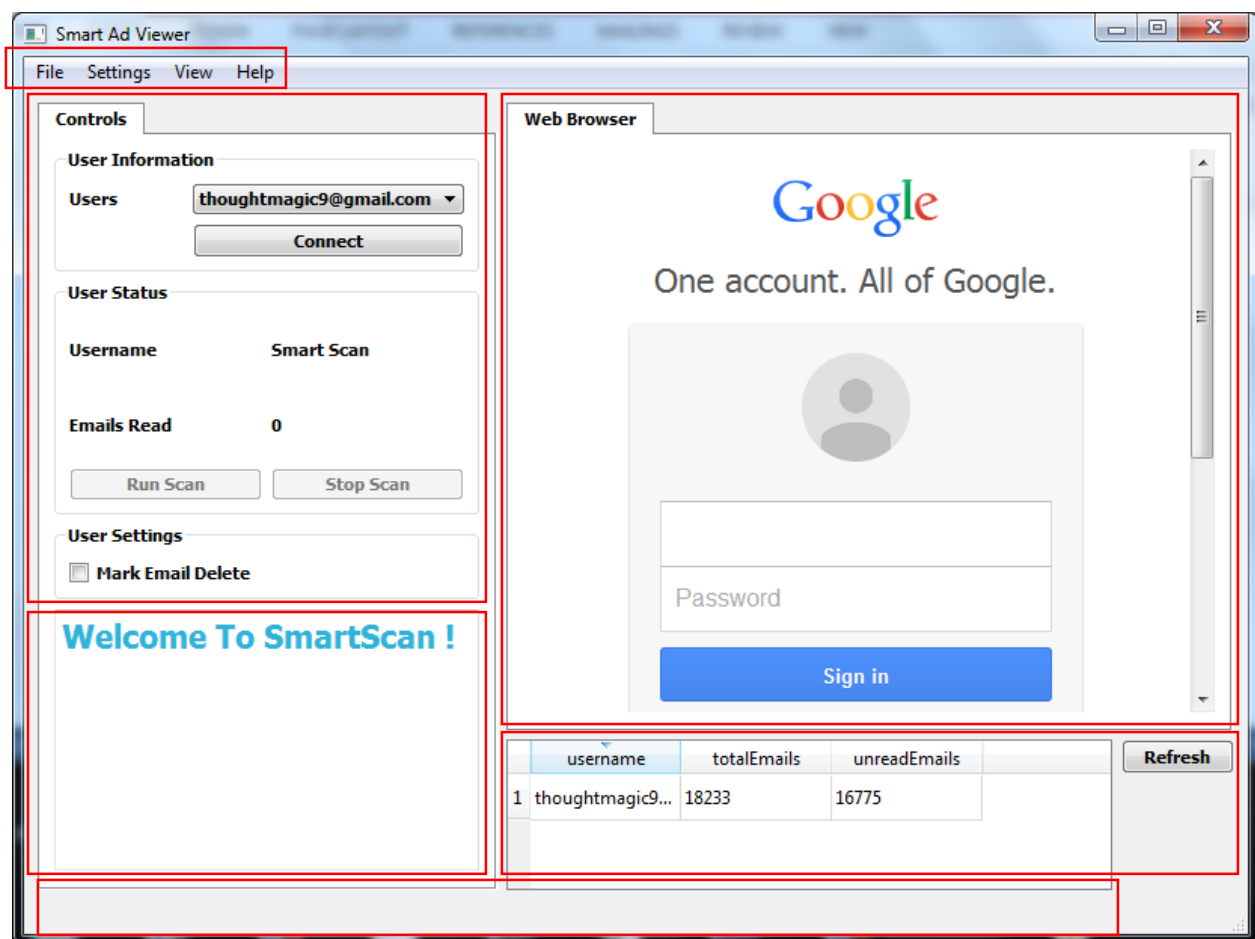 Smart Ad Viewer
File Settings View Help
Controls
User Information
Users thoughtmagic9@gmail.com
Connect
User Status
Username Smart Scan
Emails Read 0
Run Scan Stop Scan
User Settings
Mark Email Delete
Welcome To SmartScan !
Web Browser
Google
One account. All of Google.
Password
Sign in
username totalEmails unreadEmails
1 thoughtmagic9... 18233 16775
Refresh